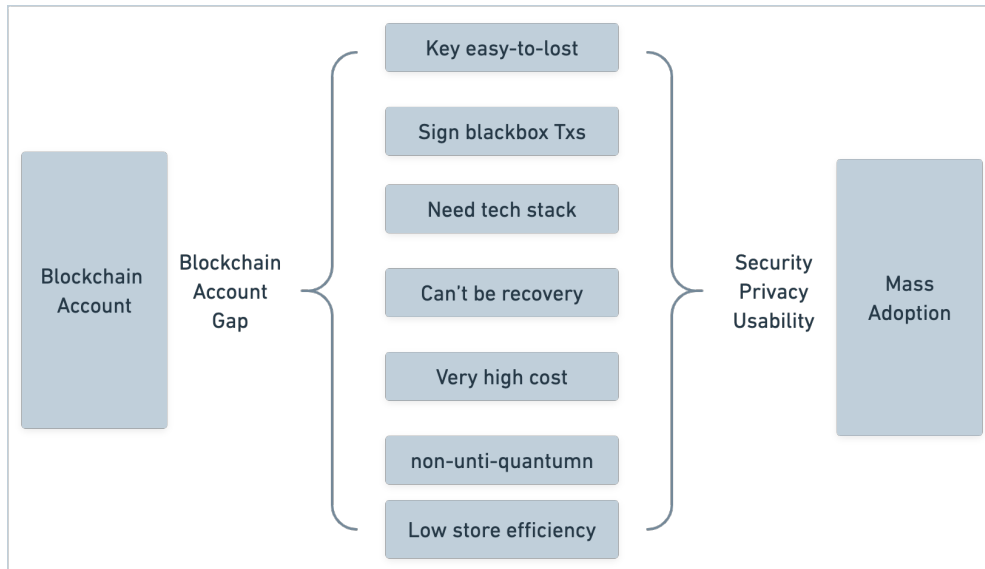 Blockchain
Account
Blockchain
Account
Gap
Key easy-to-lost
Sign blackbox Txs
Need tech stack
Can't be recovery
Very high cost
non-unti-quantumn
Low store efficiency
Security
Privacy
Usability
Mass
Adoption